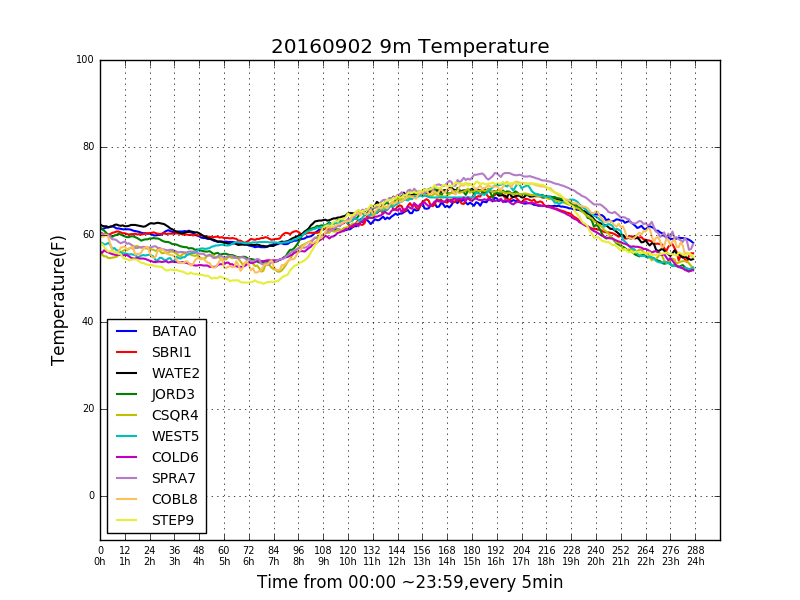 20160902 9m Temperature
100
80
60
40
20
0
Temperature(F)
BATA0
SBRI1
WATE2
JORD3
CSQR4
WEST5
COLD6
SPRA7
COBL8
STEP9
0 12 24 36 48 60 72 84 96 108 120 132 144 156 168 180 192 204 216 228 240 252 264 276 288
0h 1h 2h 3h 4h 5h 6h 7h 8h 9h 10h 11h 12h 13h 14h 15h 16h 17h 18h 19h 20h 21h 22h 23h 24h
Time from 00:00 ~23:59,every 5min